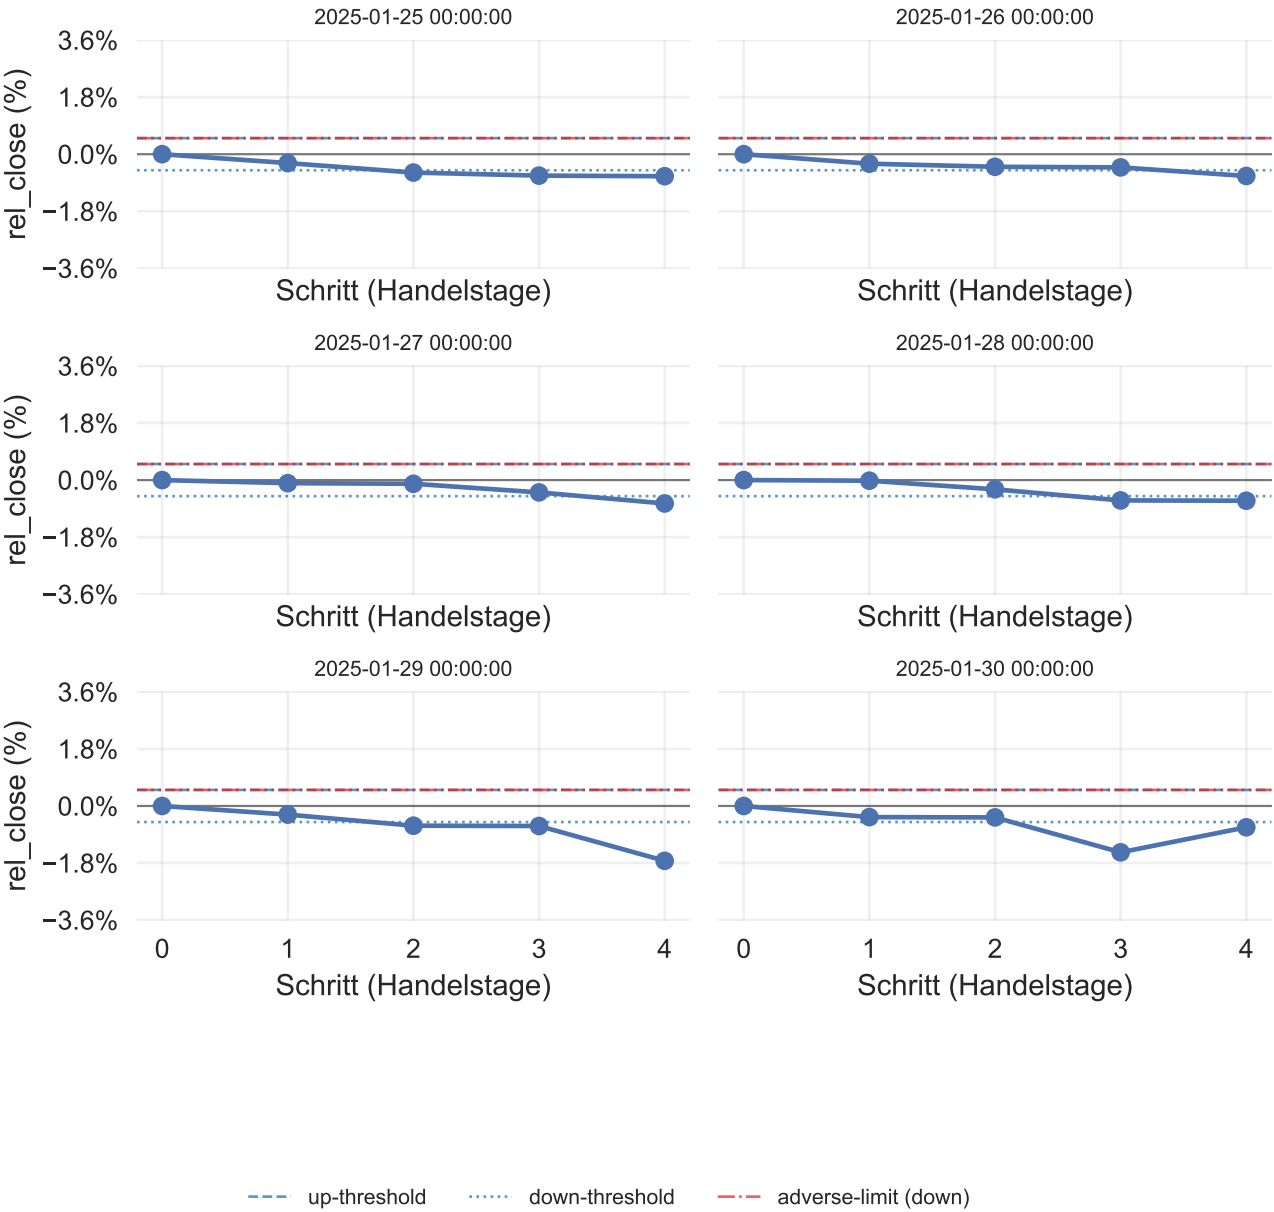 2025-01-25 00:00:00
2025-01-26 00:00:00
3.6%
1.8%
0.0%
−1.8%
−3.6%
rel_close (%)
Schritt (Handelstage)
Schritt (Handelstage)
2025-01-27 00:00:00
2025-01-28 00:00:00
3.6%
1.8%
0.0%
−1.8%
−3.6%
rel_close (%)
Schritt (Handelstage)
Schritt (Handelstage)
2025-01-29 00:00:00
2025-01-30 00:00:00
3.6%
1.8%
0.0%
−1.8%
−3.6%
rel_close (%)
0 1 2 3 4
0 1 2 3 4
Schritt (Handelstage)
Schritt (Handelstage)
up-threshold
down-threshold
adverse-limit (down)